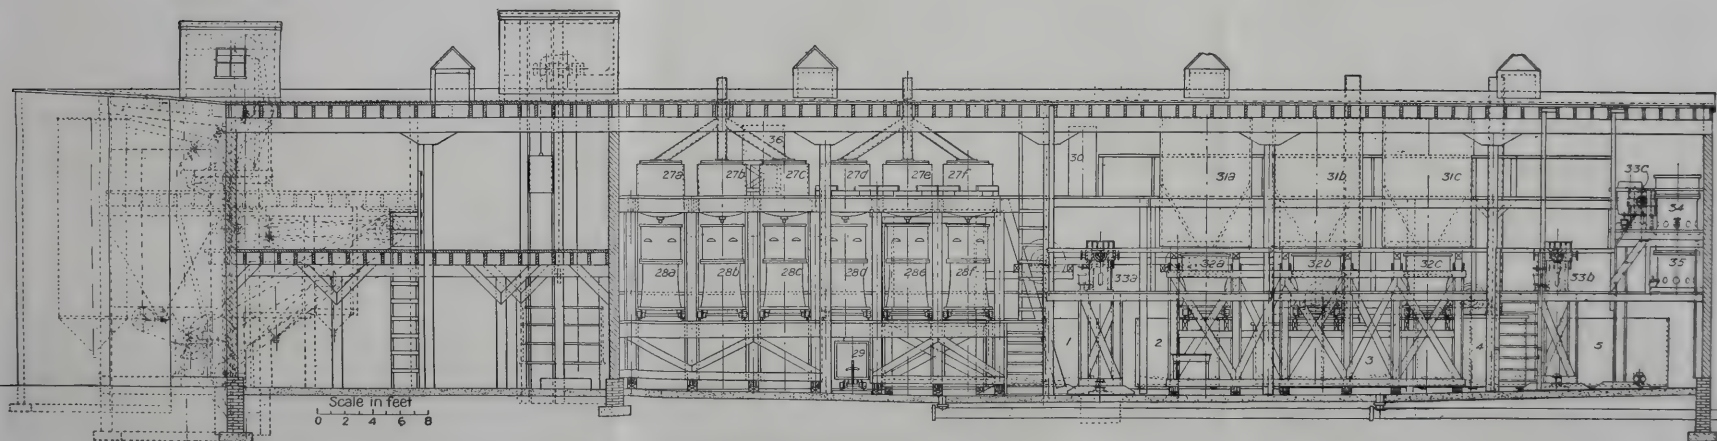 36
30
27a 27b 27c 27d 27e 27f
31a 31b 31c
33c
34
28a 28b 28c 28d 28e 28f
33a
32a 32b 32c
33b
35
29
1 2 3 4 5
Scale in feet
0 2 4 6 8